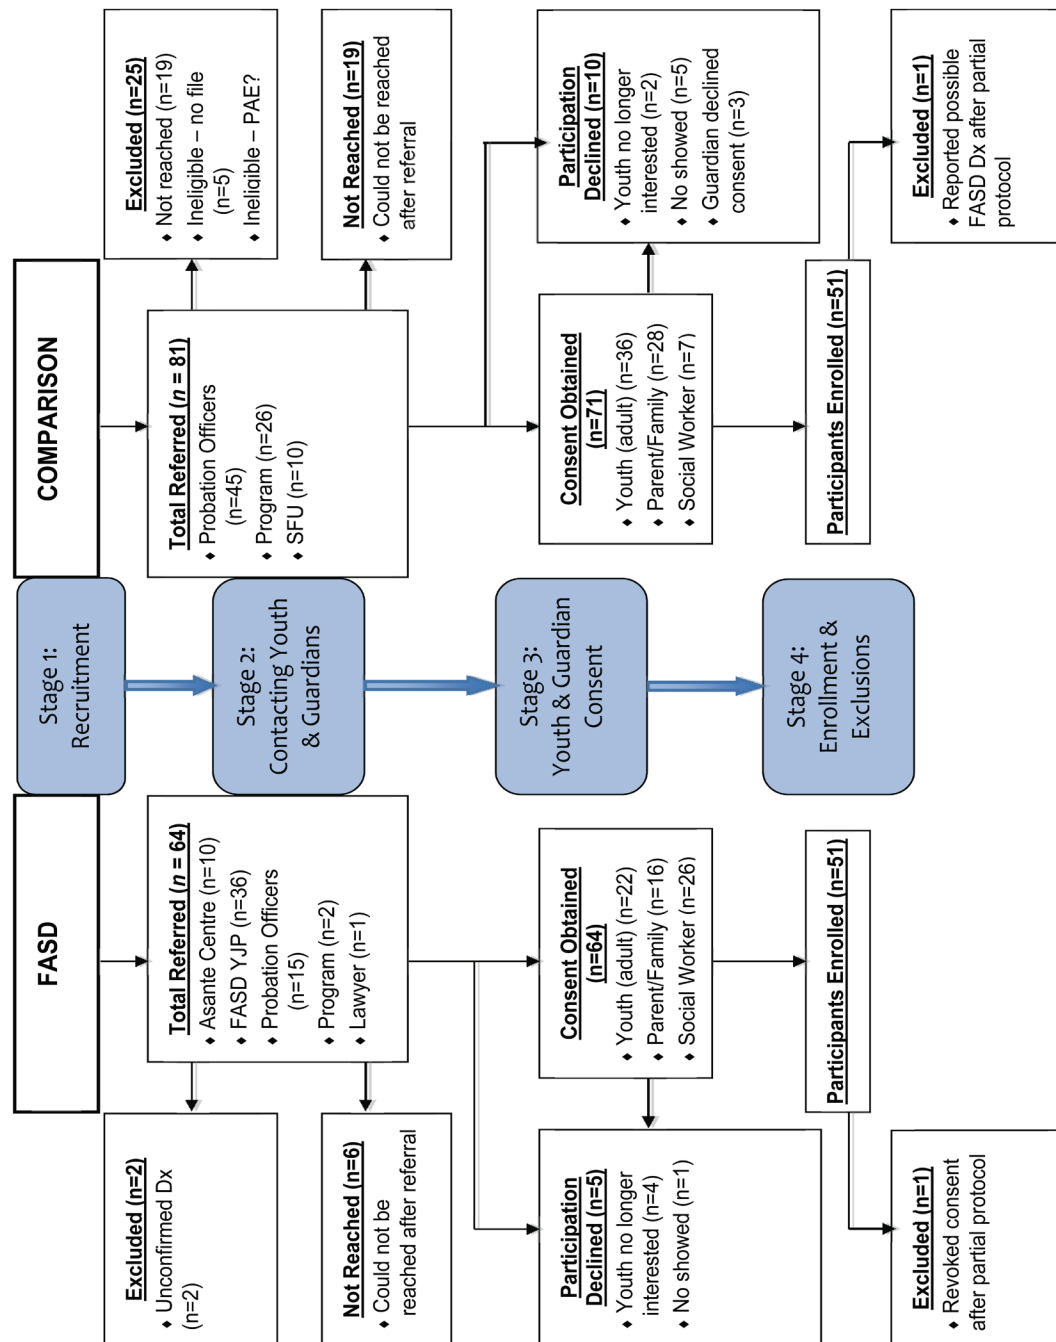 FASD
COMPARISON
Stage 1:
Recruitment
Excluded (n=2)
♦ Unconfirmed Dx
(n=2)
Total Referred (n = 64)
♦ Asante Centre (n=10)
♦ FASD YJP (n=36)
♦ Probation Officers
(n=15)
♦ Program (n=2)
♦ Lawyer (n=1)
Not Reached (n=6)
♦ Could not be
reached after referral
Stage 2:
Contacting Youth
& Guardians
Total Referred (n = 81)
♦ Probation Officers
(n=45)
♦ Program (n=26)
♦ SFU (n=10)
Excluded (n=25)
♦ Not reached (n=19)
♦ Ineligible – no file
(n=5)
♦ Ineligible – PAE?
Not Reached (n=19)
♦ Could not be reached
after referral
Participation
Declined (n=5)
♦ Youth no longer
interested (n=4)
♦ No showed (n=1)
Consent Obtained
(n=64)
♦ Youth (adult) (n=22)
♦ Parent/Family (n=16)
♦ Social Worker (n=26)
Stage 3:
Youth & Guardian
Consent
Consent Obtained
(n=71)
♦ Youth (adult) (n=36)
♦ Parent/Family (n=28)
♦ Social Worker (n=7)
Participation
Declined (n=10)
♦ Youth no longer
interested (n=2)
♦ No showed (n=5)
♦ Guardian declined
consent (n=3)
Participants Enrolled (n=51)
Stage 4:
Enrollment &
Exclusions
Participants Enrolled (n=51)
Excluded (n=1)
♦ Revoked consent
after partial protocol
Excluded (n=1)
♦ Reported possible
FASD Dx after partial
protocol